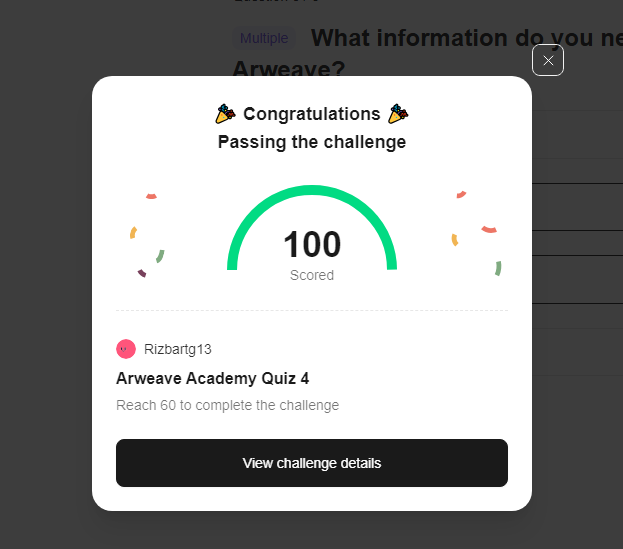 Multiple What information do you ne
Arweave?
Congratulations
Passing the challenge
100
Scored
Rizbartg13
Arweave Academy Quiz 4
Reach 60 to complete the challenge
View challenge details